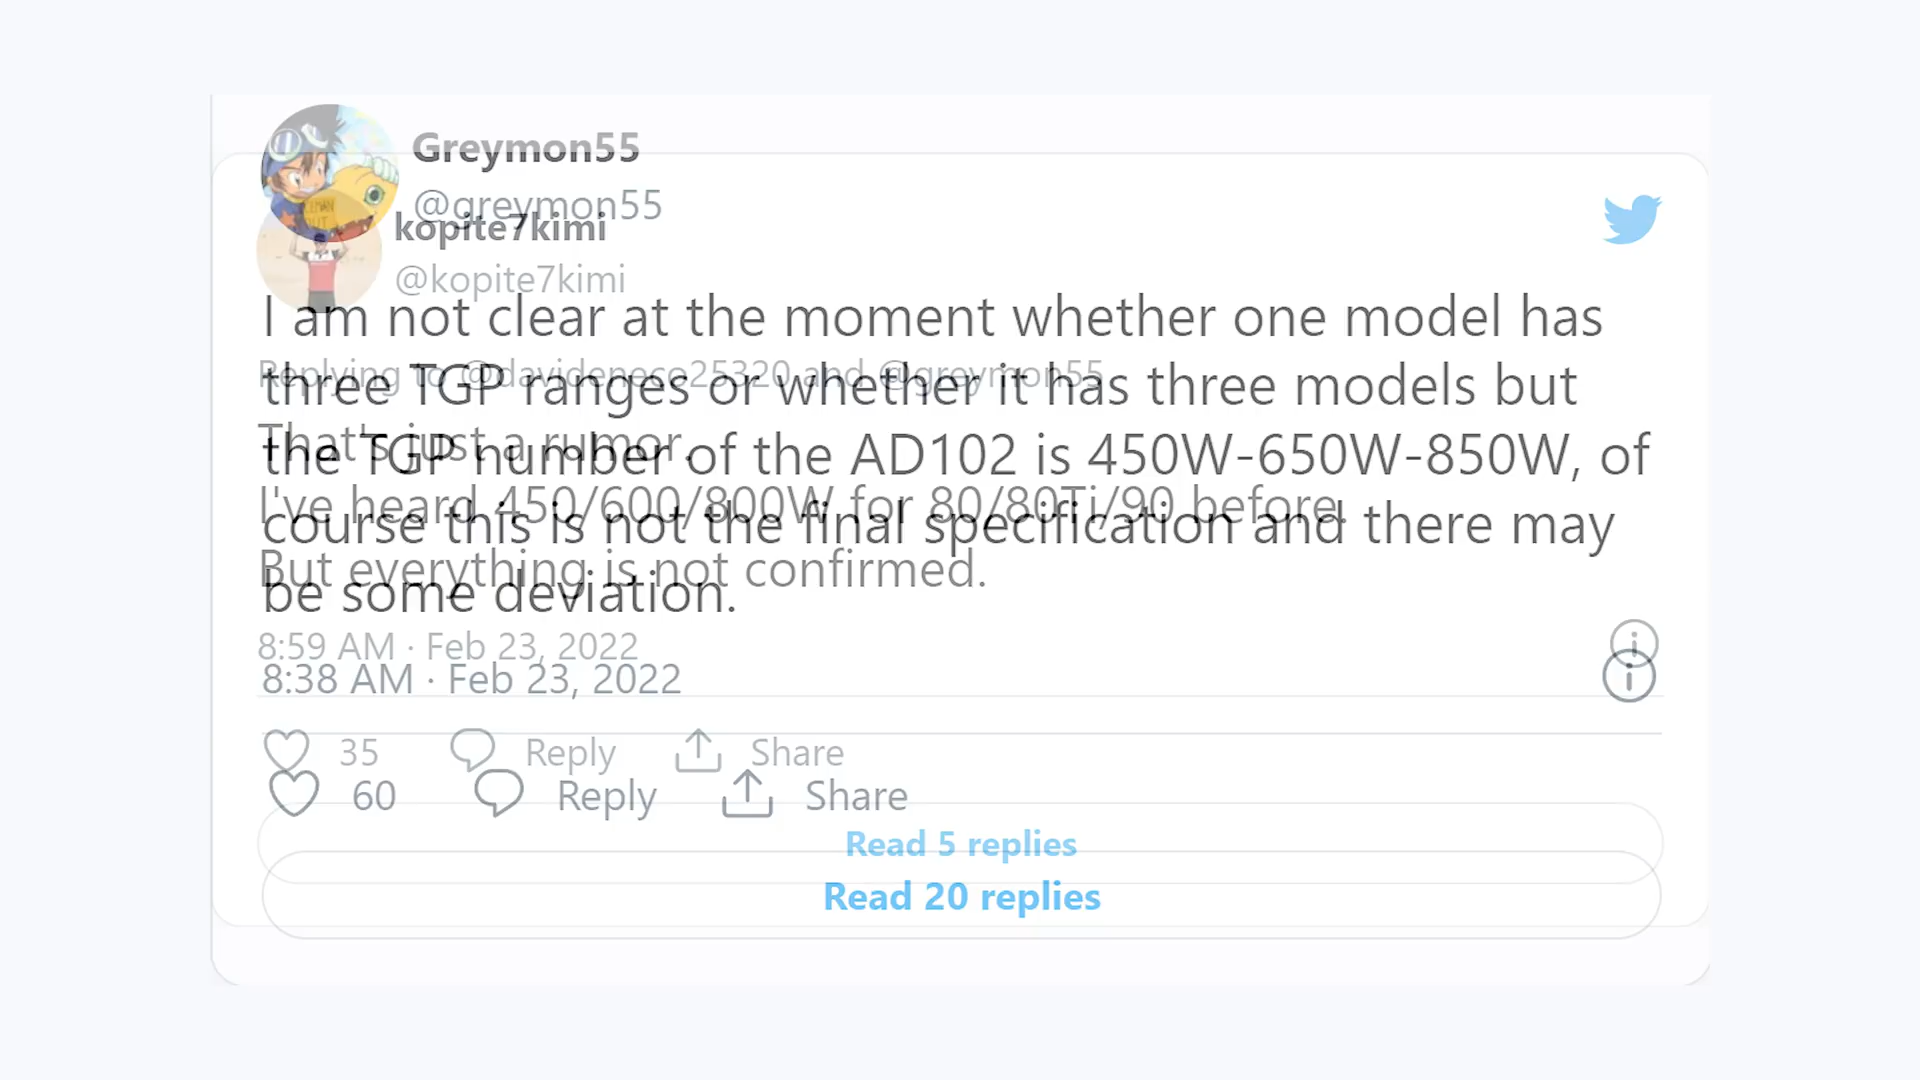 Greymon55
@greymon55
I am not clear at the moment whether one model has
three TGP ranges or whether it has three models but
the TGP number of the AD102 is 450W-650W-850W, of
course this is not the final specification and there may
be some deviation.
8:38 AM · Feb 23, 2022
60 Reply Share
Read 20 replies
kopite7kimi
@kopite7kimi
Replying to @davideneco25320 and @greymon55
That's just a rumor.
I've heard 450/600/800W for 80/80Ti/90 before.
But everything is not confirmed.
8:59 AM · Feb 23, 2022
35 Reply Share
Read 5 replies